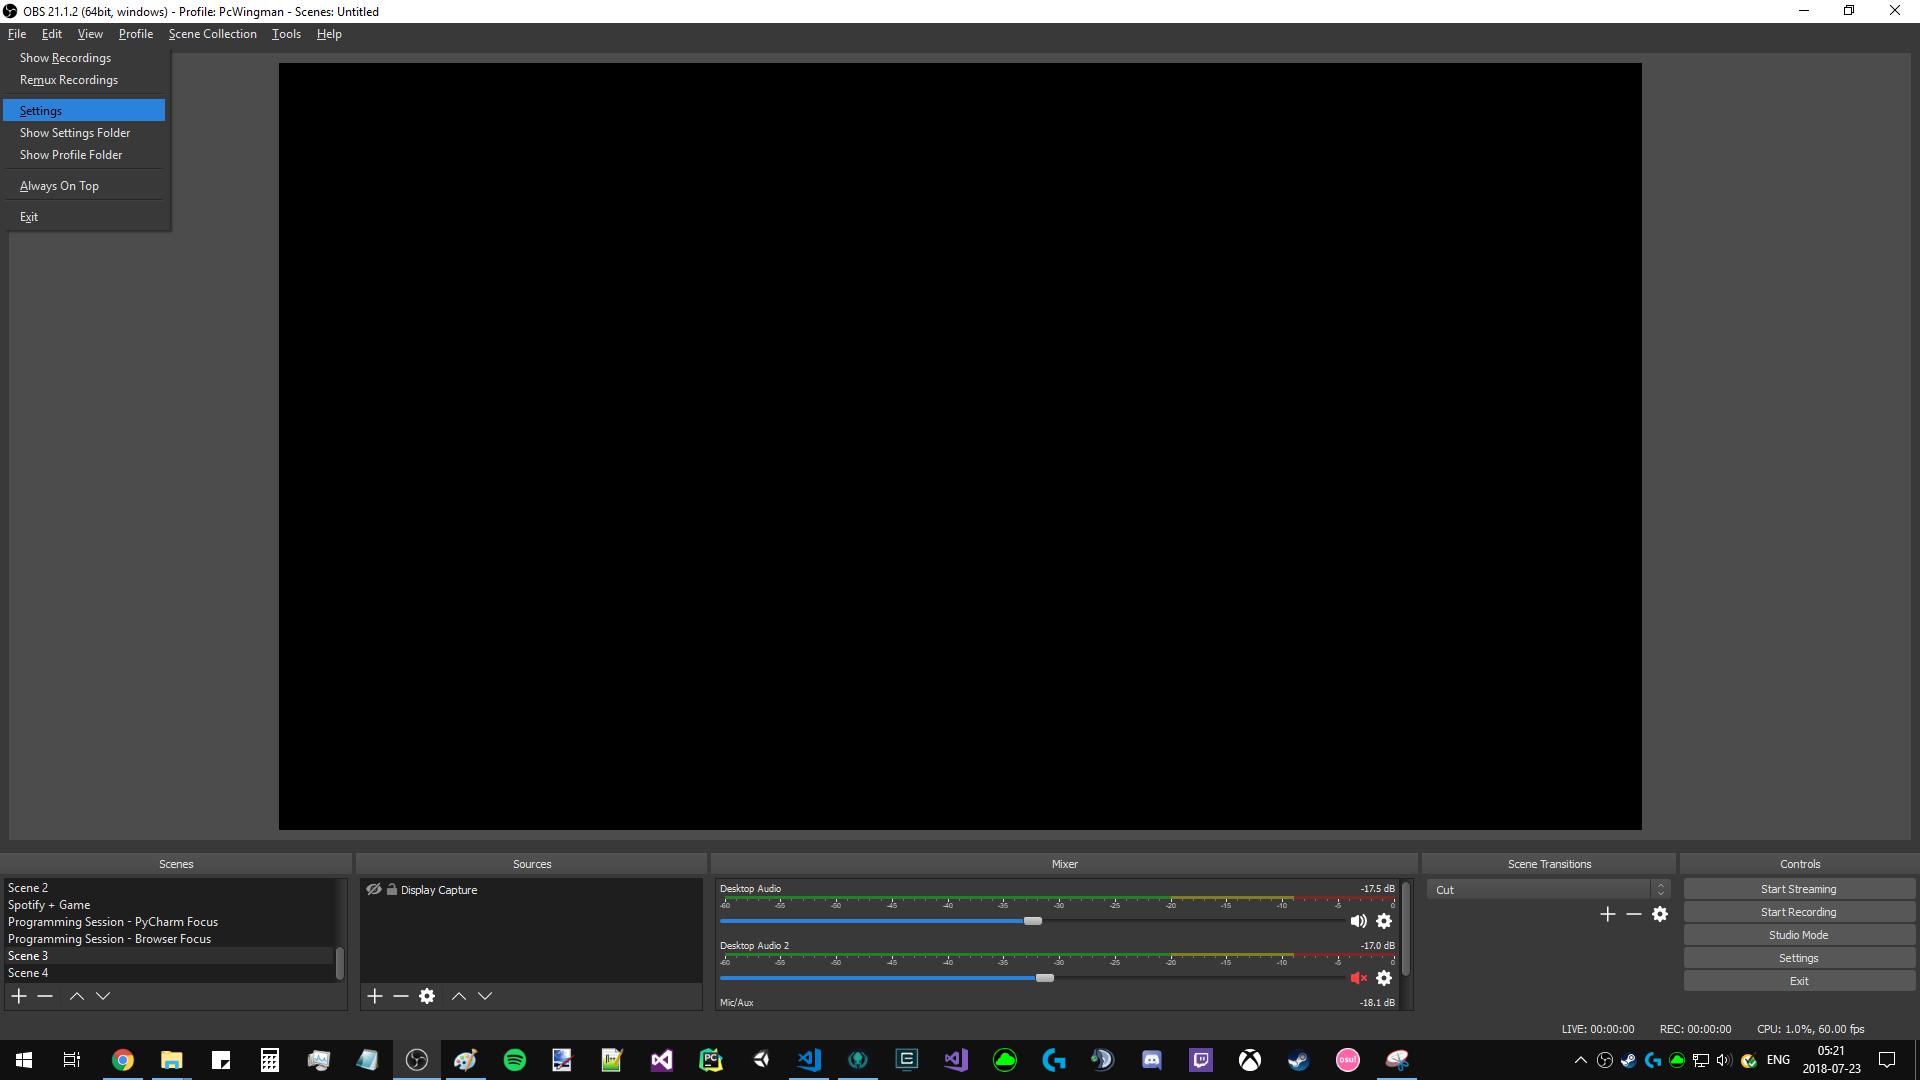 OBS 21.1.2 (64bit, windows) - Profile: PcWingman - Scenes: Untitled
File Edit View Profile Scene Collection Tools Help
Show Recordings
Remux Recordings
Settings
Show Settings Folder
Show Profile Folder
Always On Top
Exit
Scenes
Scene 2
Spotify + Game
Programming Session - PyCharm Focus
Programming Session - Browser Focus
Scene 3
Scene 4
Sources
Display Capture
Mixer
Desktop Audio -17.5 dB
-60 -55 -50 -45 -40 -35 -30 -25 -20 -15 -10 -5 0
Desktop Audio 2 -17.0 dB
-60 -55 -50 -45 -40 -35 -30 -25 -20 -15 -10 -5 0
Mic/Aux -18.1 dB
Scene Transitions
Cut
Controls
Start Streaming
Start Recording
Studio Mode
Settings
Exit
LIVE: 00:00:00 REC: 00:00:00 CPU: 1.0%, 60.00 fps
PC
osu!
ENG
05:21
2018-07-23